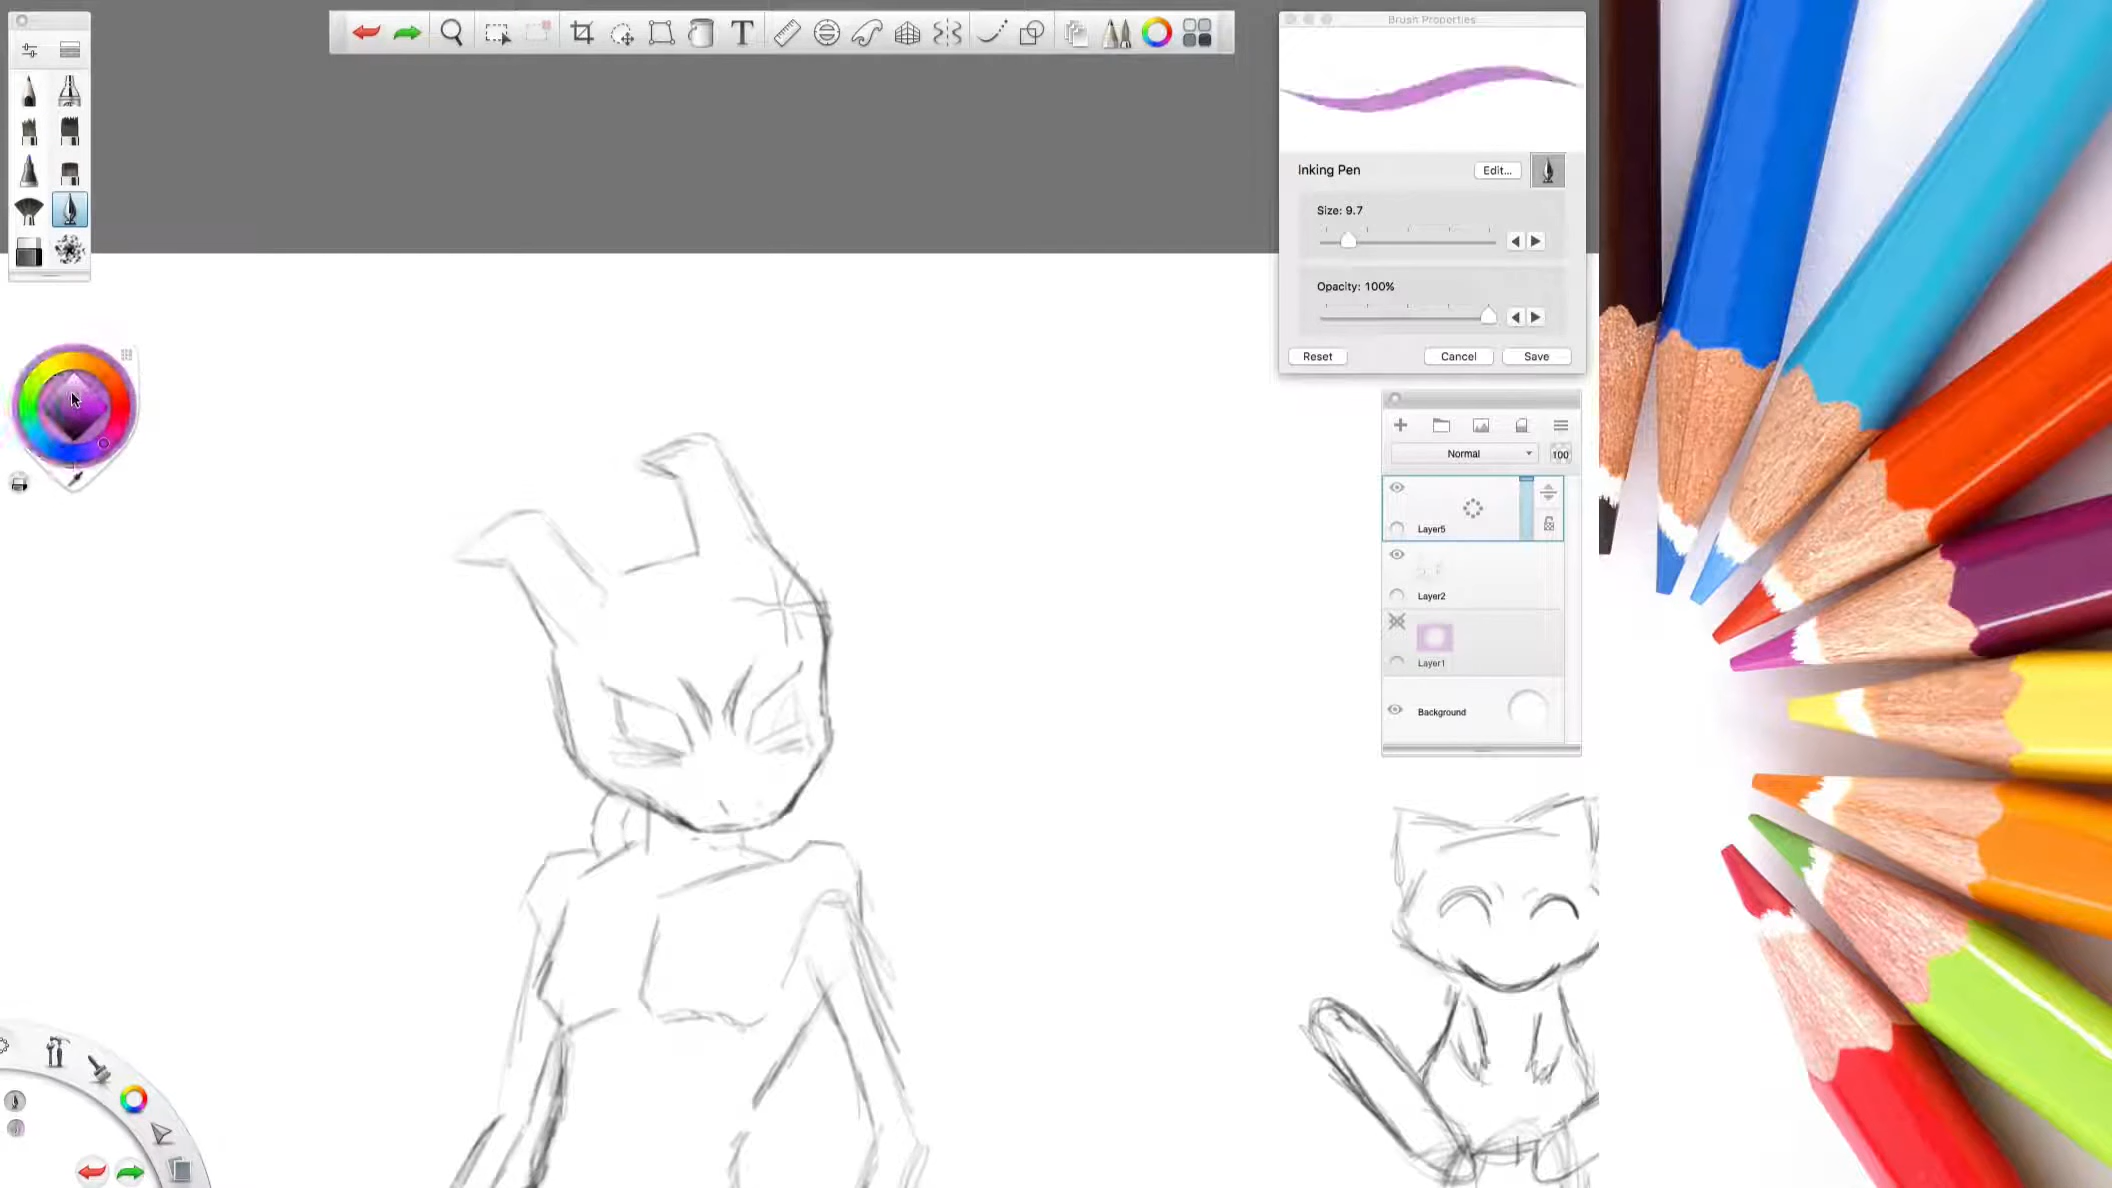 Brush Properties
T
Inking Pen
Edit...
Size: 9.7
Opacity: 100%
Reset
Cancel
Save
Normal
100
Layer5
Layer2
Layer1
Background